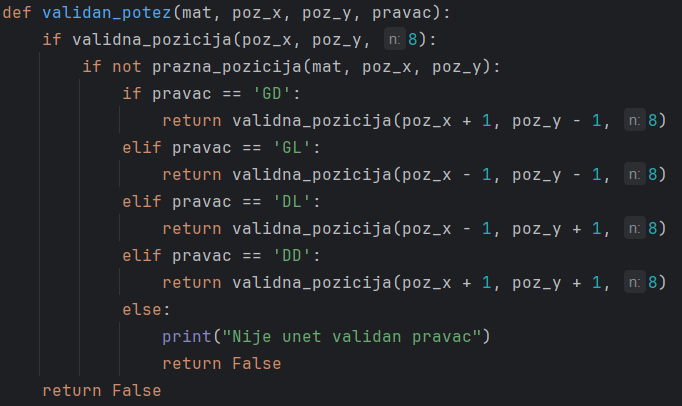 def validan_potez(mat, poz_x, poz_y, pravac):
    if validna_pozicija(poz_x, poz_y, n: 8):
        if not prazna_pozicija(mat, poz_x, poz_y):
            if pravac == 'GD':
                return validna_pozicija(poz_x + 1, poz_y - 1, n: 8)
            elif pravac == 'GL':
                return validna_pozicija(poz_x - 1, poz_y - 1, n: 8)
            elif pravac == 'DL':
                return validna_pozicija(poz_x - 1, poz_y + 1, n: 8)
            elif pravac == 'DD':
                return validna_pozicija(poz_x + 1, poz_y + 1, n: 8)
            else:
                print("Nije unet validan pravac")
                return False
    return False